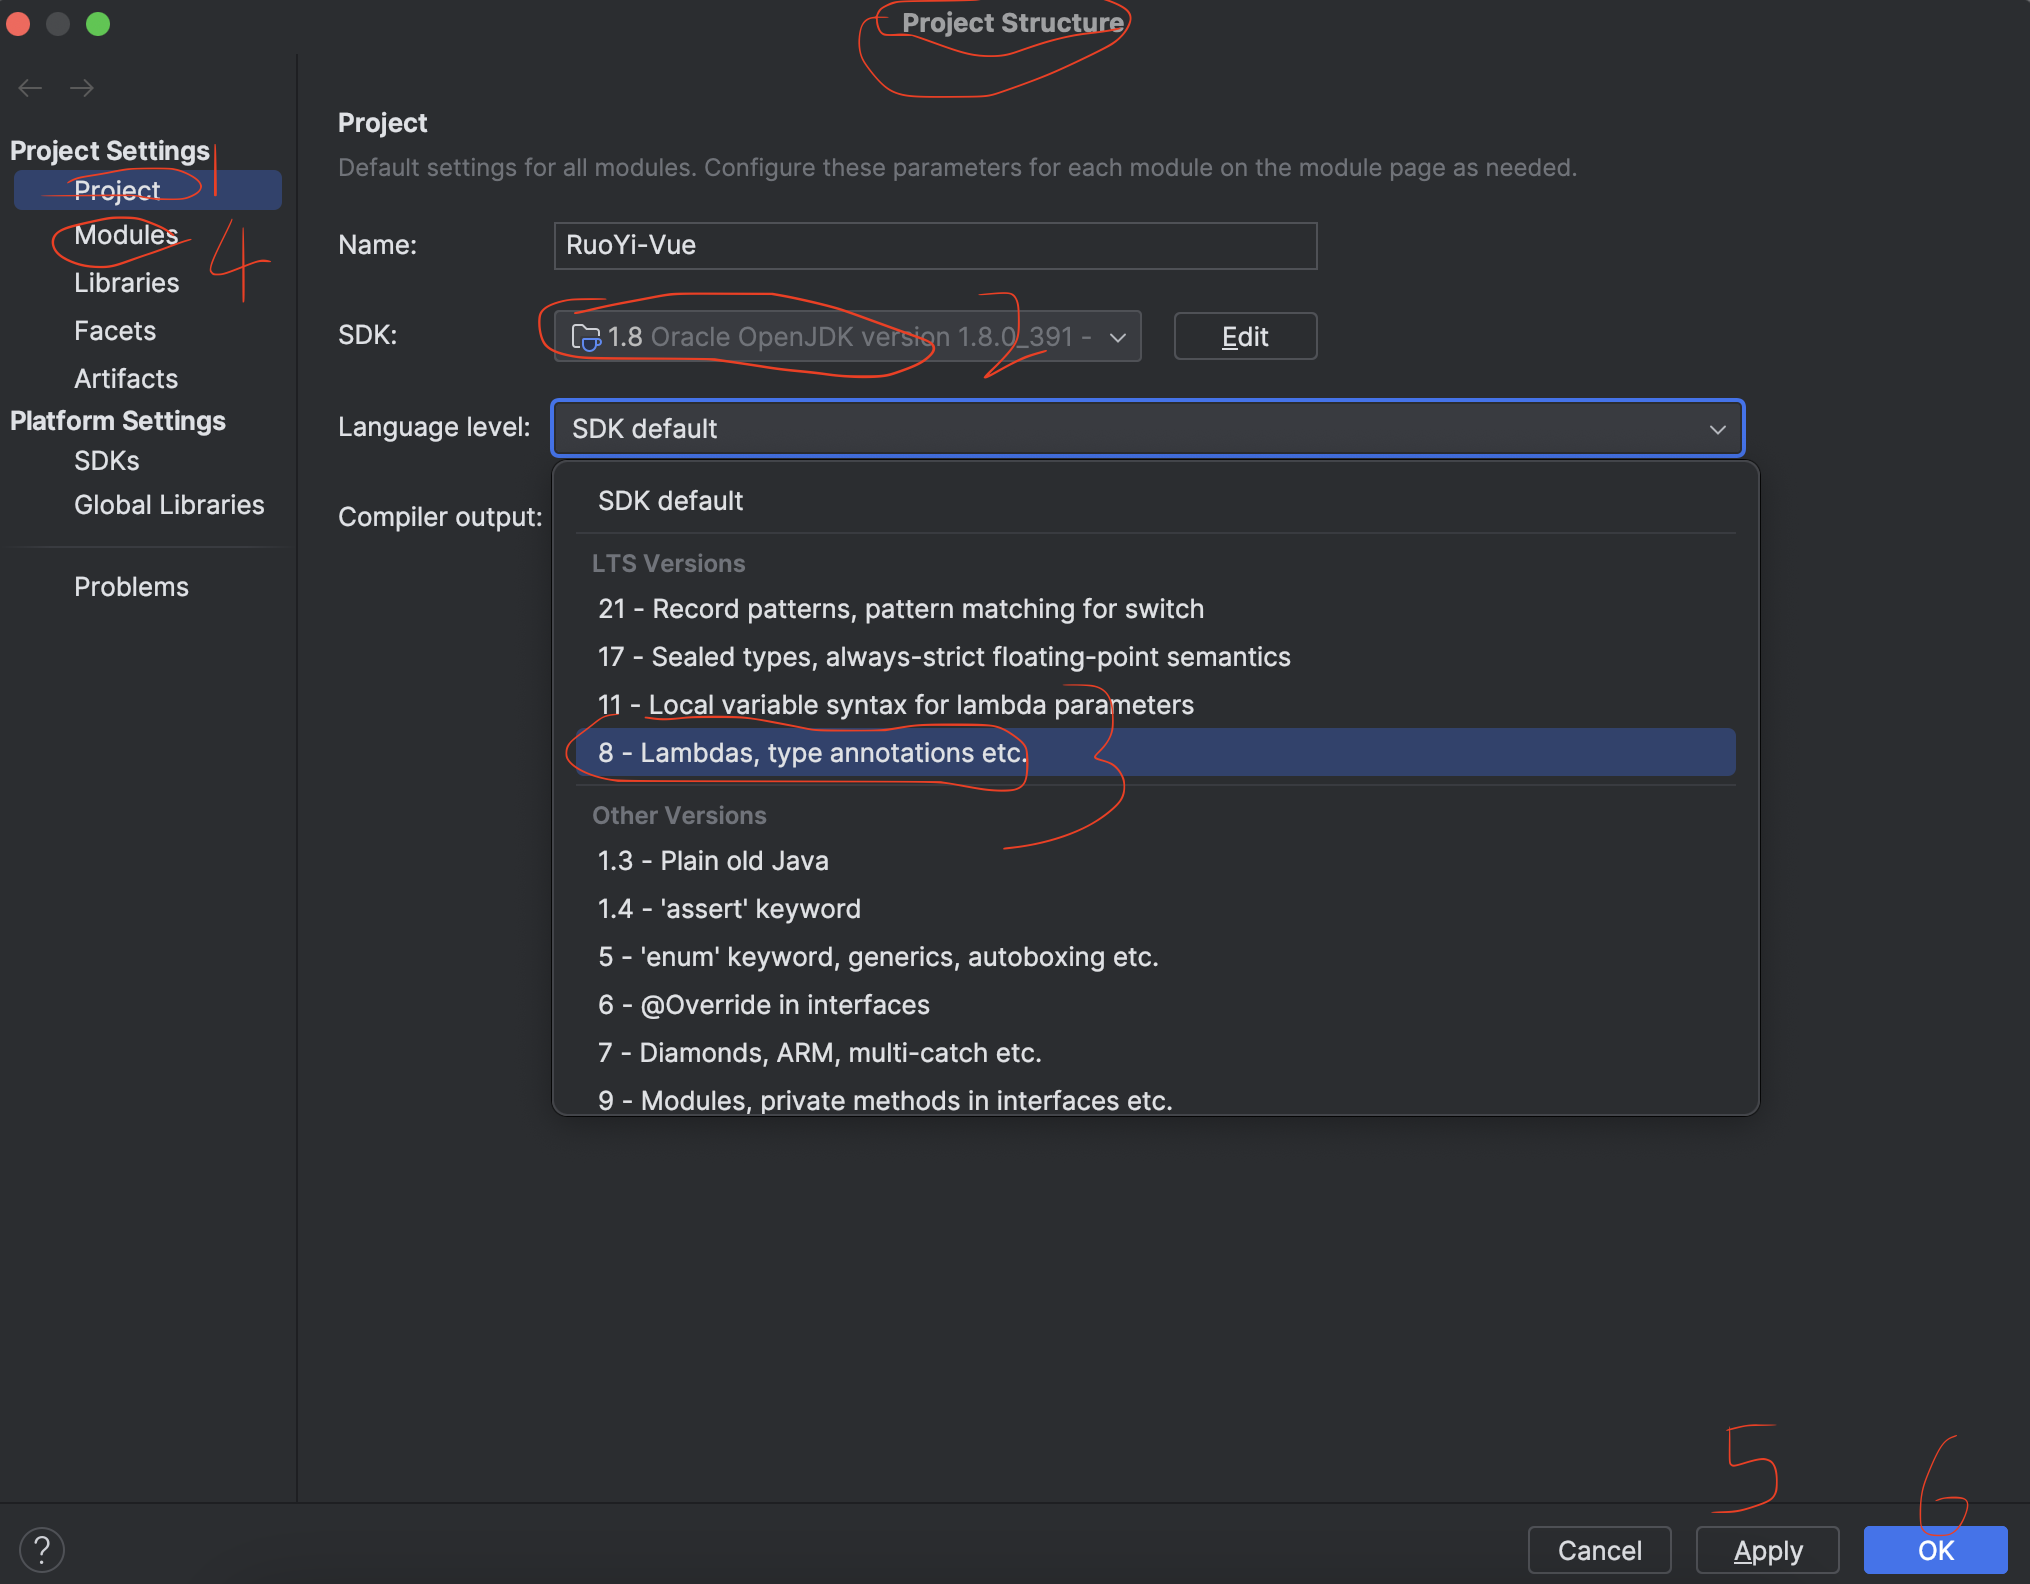 Project Structure
Project Settings
1
Project
Modules
4
Libraries
Facets
Artifacts
Platform Settings
SDKs
Global Libraries
Problems
Project
Default settings for all modules. Configure these parameters for each module on the module page as needed.
Name:
RuoYi-Vue
SDK:
1.8 Oracle OpenJDK version 1.8.0_391 -
2
Edit
Language level:
SDK default
Compiler output:
SDK default
LTS Versions
21 - Record patterns, pattern matching for switch
17 - Sealed types, always-strict floating-point semantics
11 - Local variable syntax for lambda parameters
8 - Lambdas, type annotations etc.
3
Other Versions
1.3 - Plain old Java
1.4 - 'assert' keyword
5 - 'enum' keyword, generics, autoboxing etc.
6 - @Override in interfaces
7 - Diamonds, ARM, multi-catch etc.
9 - Modules, private methods in interfaces etc.
5
6
?
Cancel
Apply
OK